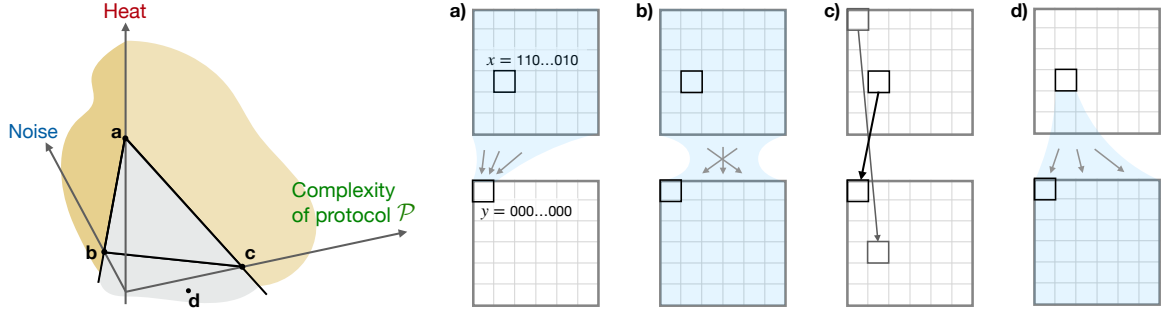 Heat
Noise
Complexity
of protocol 𝒫
a
b
c
d
a)
x = 110...010
y = 000...000
b)
c)
d)